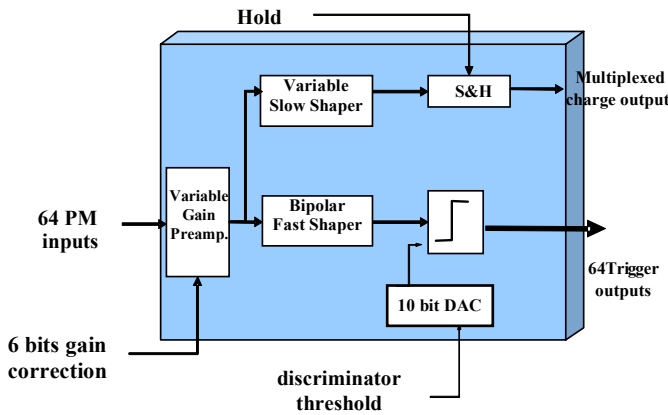 Hold
Variable
Slow Shaper
S&H
Multiplexed
charge output
64 PM
inputs
Variable
Gain
Preamp.
Bipolar
Fast Shaper
64Trigger
outputs
10 bit DAC
6 bits gain
correction
discriminator
threshold